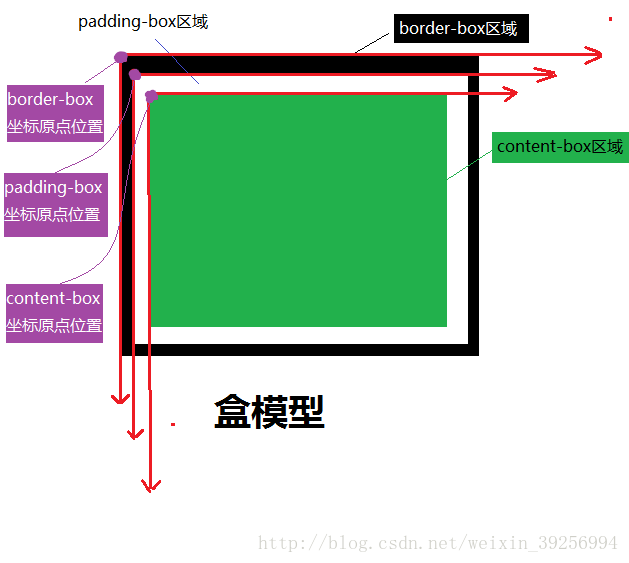 padding-box区域
border-box区域
border-box
坐标原点位置
content-box区域
padding-box
坐标原点位置
content-box
坐标原点位置
盒模型
http://blog.csdn.net/weixin_39256994